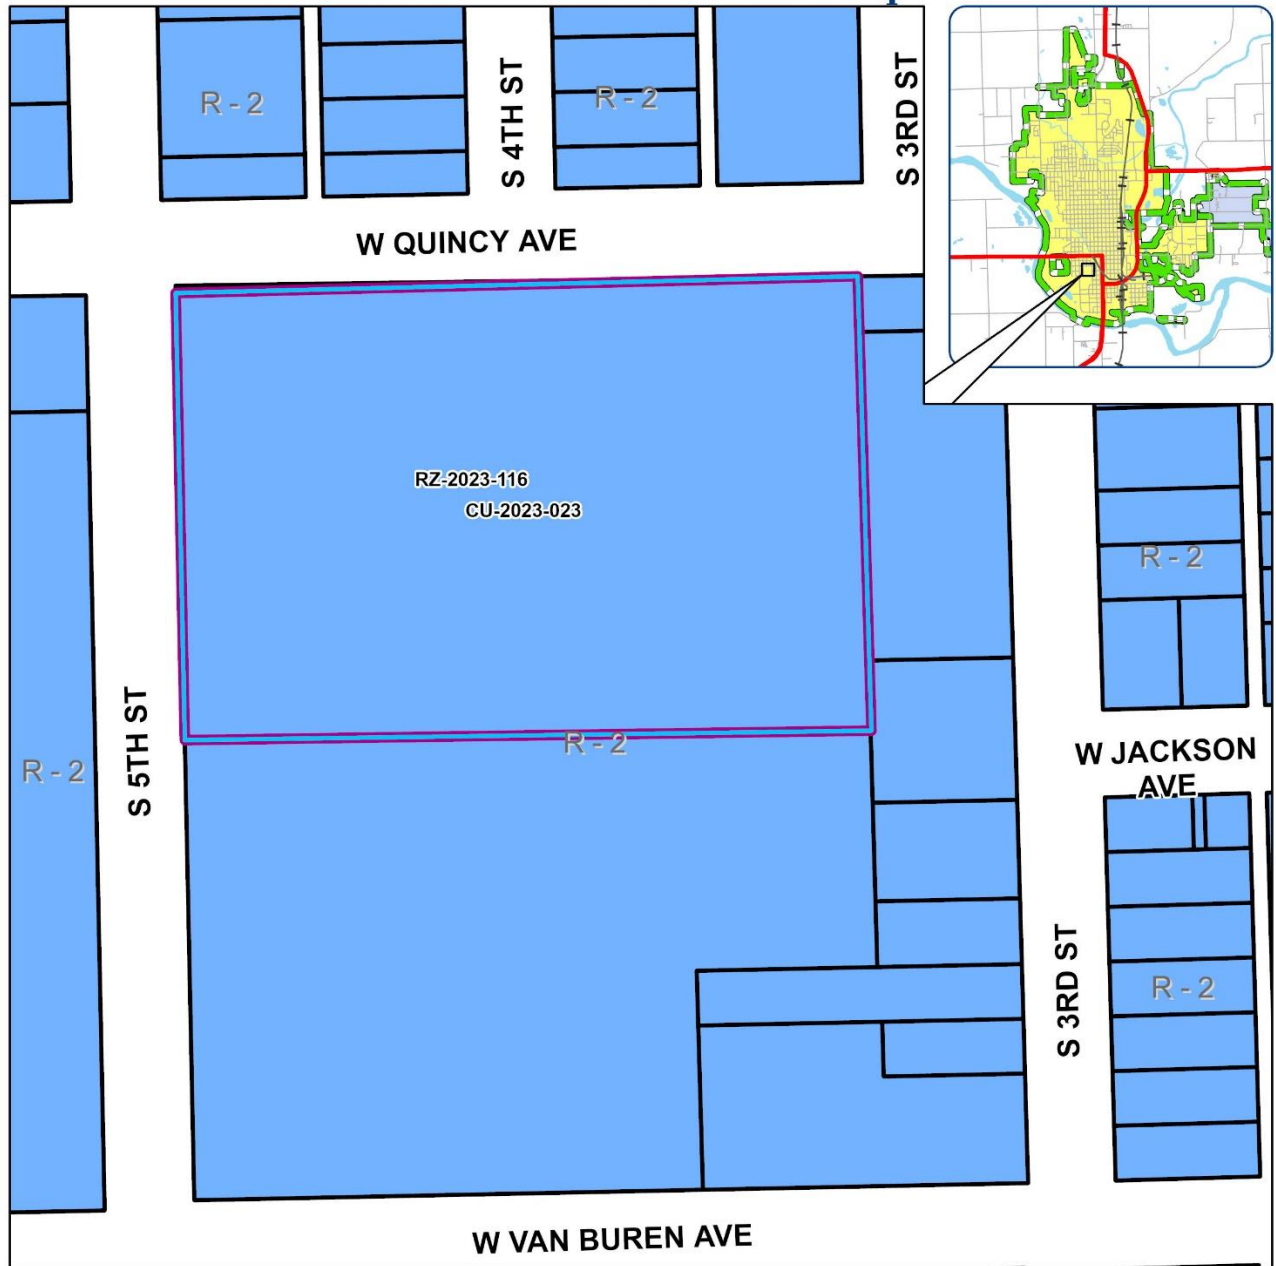 R - 2
S 4TH ST
R - 2
S 3RD ST
W QUINCY AVE
RZ-2023-116
CU-2023-023
R - 2
R - 2
S 5TH ST
R - 2
W JACKSON
AVE
S 3RD ST
R - 2
W VAN BUREN AVE